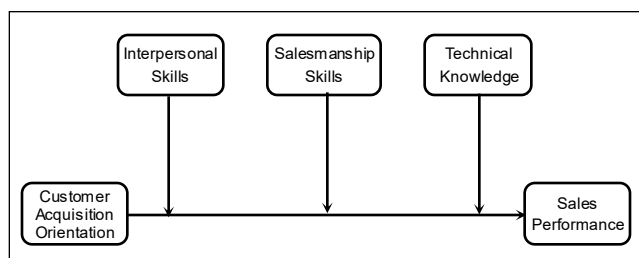 Interpersonal
Skills
Salesmanship
Skills
Technical
Knowledge
Customer
Acquisition
Orientation
Sales
Performance